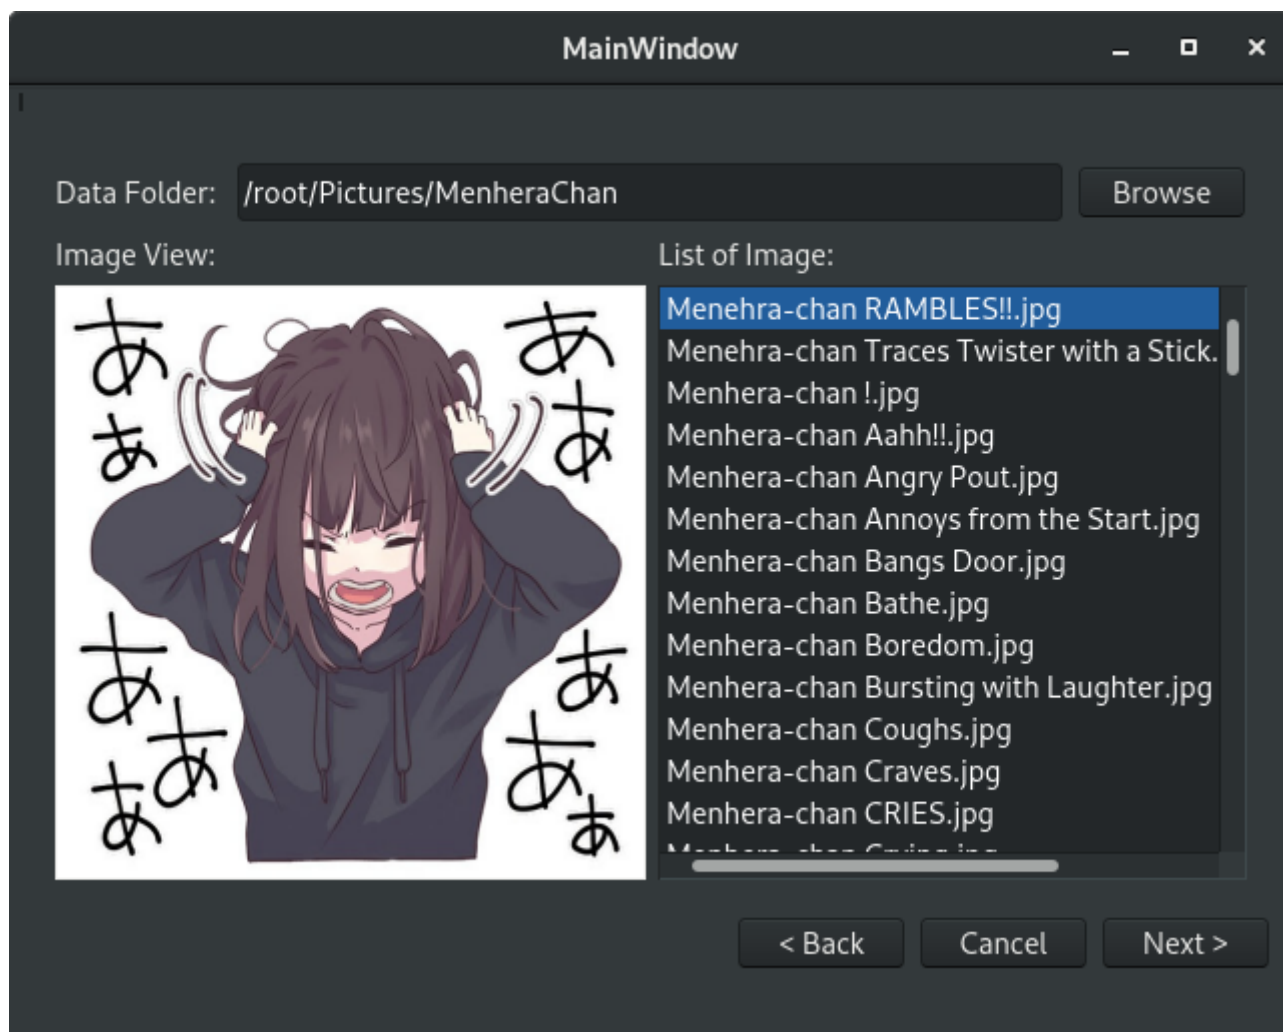 MainWindow
Data Folder: /root/Pictures/MenheraChan Browse
Image View:
List of Image:
あ
ぁ
あ
あ
あ
あ
あ
あ
あ
ぁ
Menehra-chan RAMBLES!!.jpg
Menehra-chan Traces Twister with a Stick.
Menhera-chan !.jpg
Menhera-chan Aahh!!.jpg
Menhera-chan Angry Pout.jpg
Menhera-chan Annoys from the Start.jpg
Menhera-chan Bangs Door.jpg
Menhera-chan Bathe.jpg
Menhera-chan Boredom.jpg
Menhera-chan Bursting with Laughter.jpg
Menhera-chan Coughs.jpg
Menhera-chan Craves.jpg
Menhera-chan CRIES.jpg
Menhera-chan Crying.jpg
< Back Cancel Next >